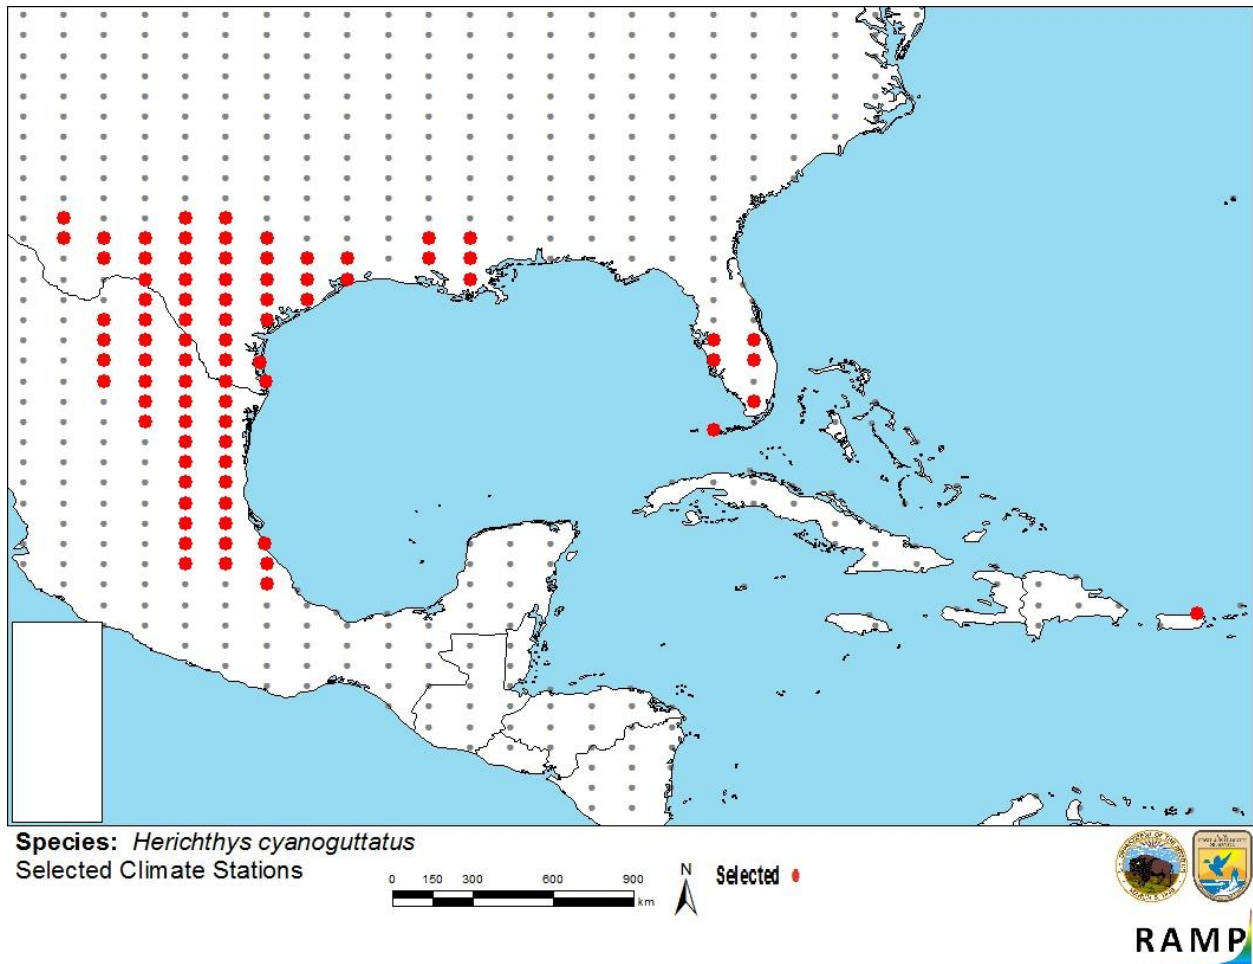 Species: Herichthys cyanoguttatus
Selected Climate Stations
0 150 300 600 900
km
N
Selected
RAMP